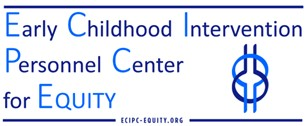 Early Childhood Intervention
Personnel Center
for EQUITY
ECIPC-EQUITY.ORG